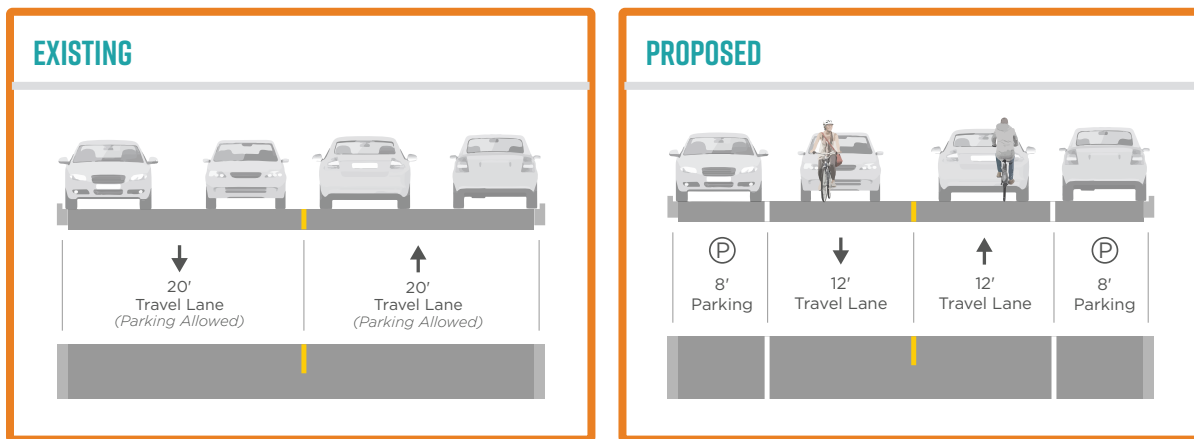 EXISTING
20'
Travel Lane
(Parking Allowed)
20'
Travel Lane
(Parking Allowed)
PROPOSED
P
8'
Parking
12'
Travel Lane
12'
Travel Lane
P
8'
Parking